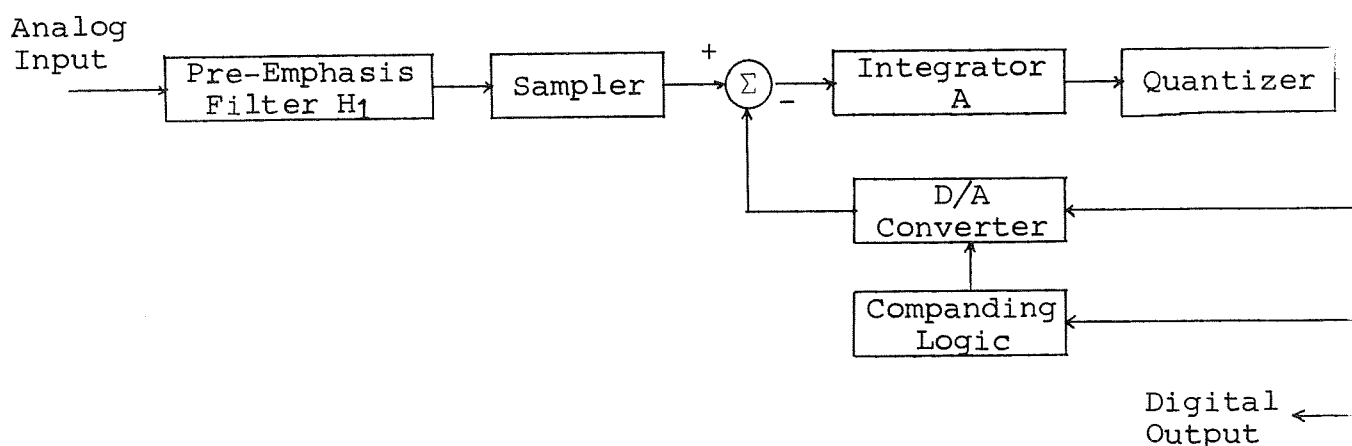 Analog
Input
Pre-Emphasis
Filter H1
Sampler
+
Σ
-
Integrator
A
Quantizer
D/A
Converter
Companding
Logic
Digital
Output